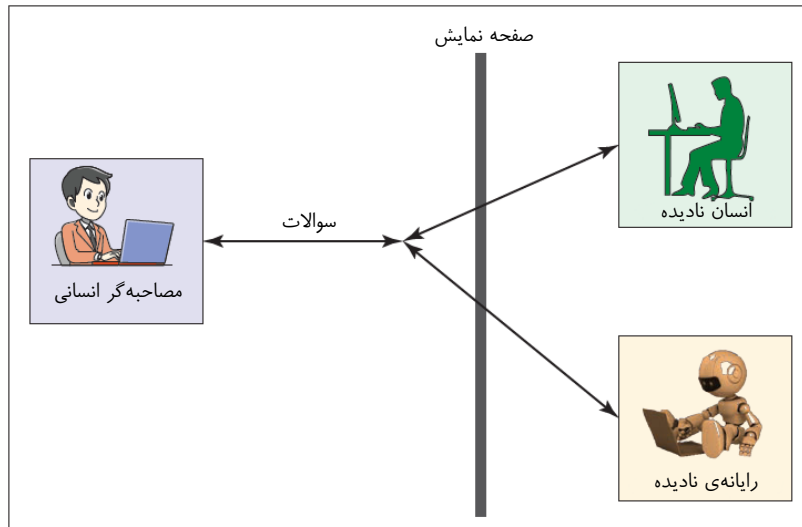 صفحه نمایش
انسان نادیده
سوالات
مصاحبه‌گر انسانی
رایانه‌ی نادیده